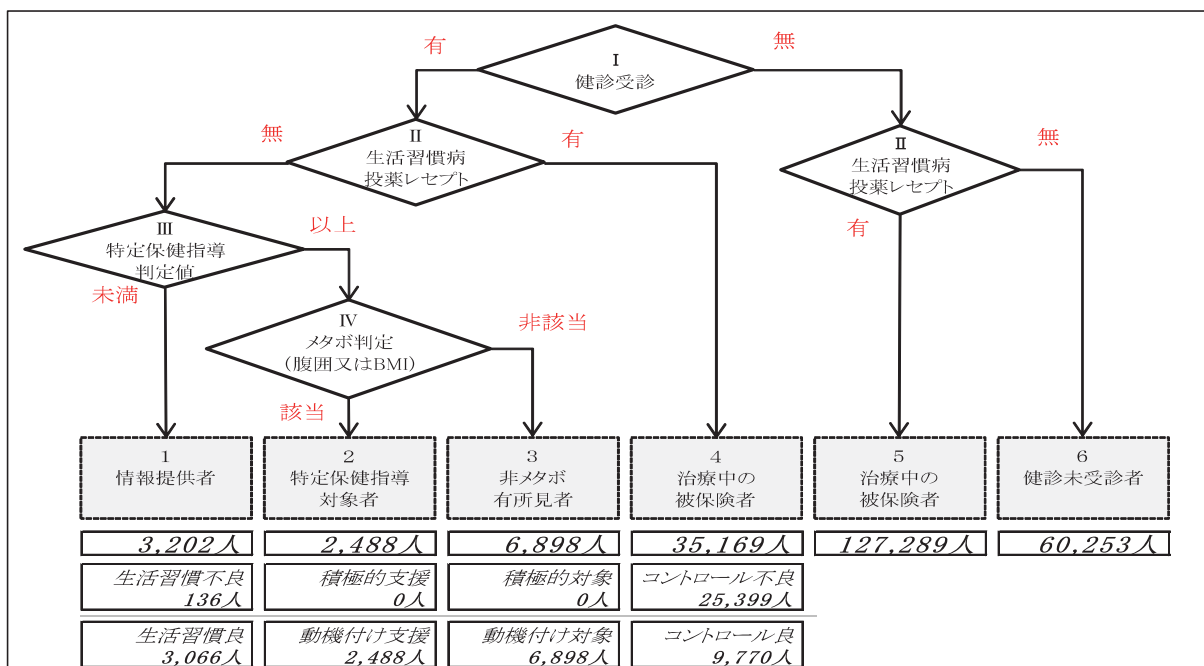 有
無
I
健診受診
無
II
生活習慣病
投薬レセプト
有
II
生活習慣病
投薬レセプト
無
有
III
特定保健指導
判定値
以上
未満
IV
メタボ判定
(腹囲又はBMI)
非該当
該当
1
情報提供者
2
特定保健指導
対象者
3
非メタボ
有所見者
4
治療中の
被保険者
5
治療中の
被保険者
6
健診未受診者
3,202人
2,488人
6,898人
35,169人
127,289人
60,253人
生活習慣不良
136人
積極的支援
0人
積極的対象
0人
コントロール不良
25,399人
生活習慣良
3,066人
動機付け支援
2,488人
動機付け対象
6,898人
コントロール良
9,770人